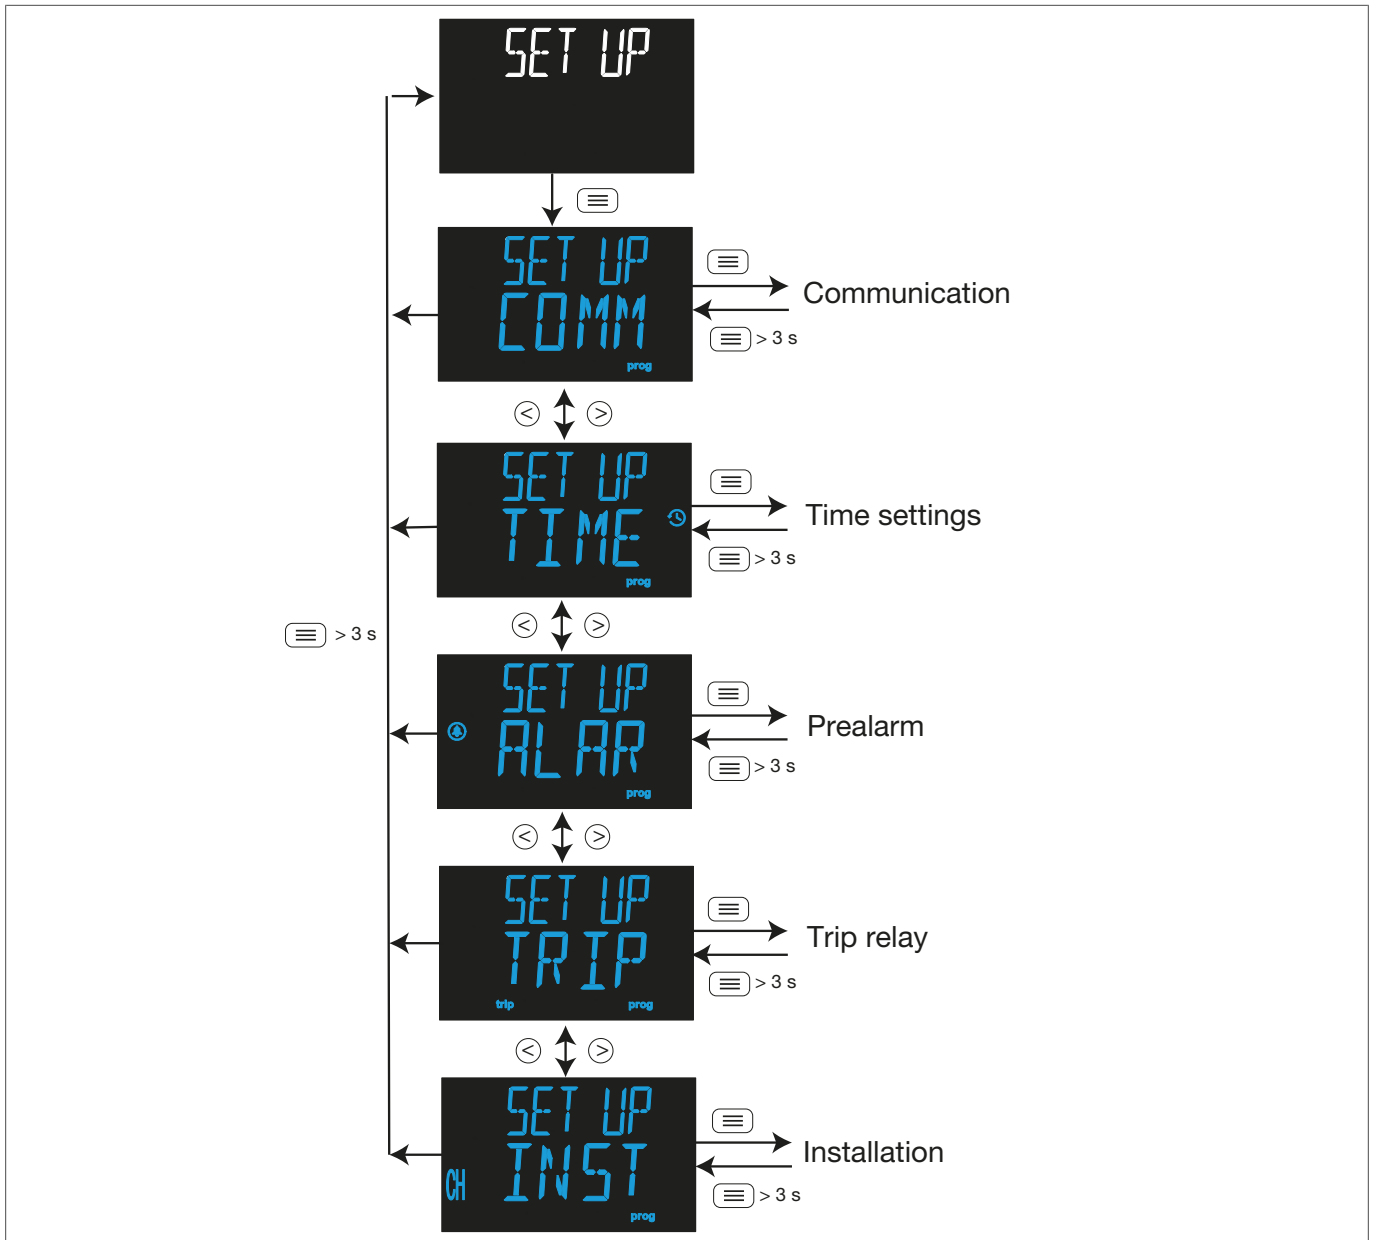 SET UP
SET UP
COMM
prog
Communication
> 3 s
< >
SET UP
TIME
prog
Time settings
> 3 s
< >
> 3 s
SET UP
ALAR
prog
Prealarm
> 3 s
< >
SET UP
TRIP
trip prog
Trip relay
> 3 s
< >
SET UP
CH INST
prog
Installation
> 3 s